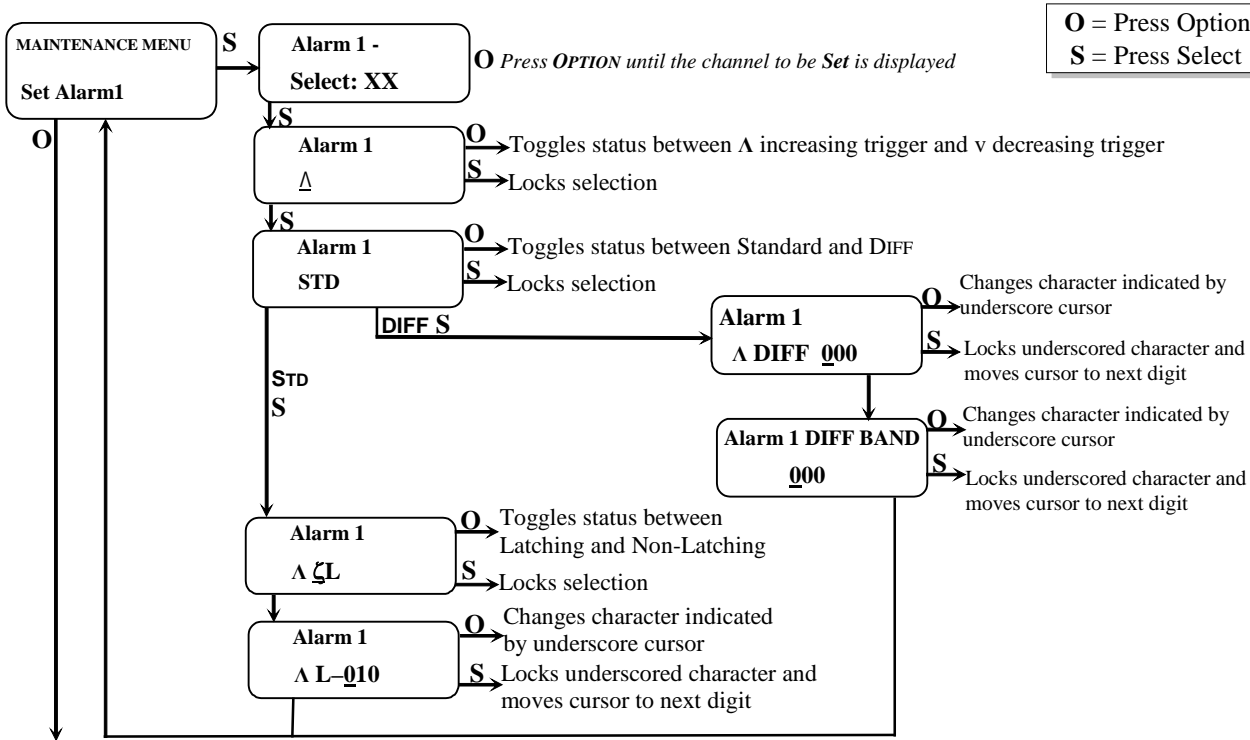 O = Press Option
S = Press Select
MAINTENANCE MENU
Set Alarm1
S
O
Alarm 1 -
Select: XX
O Press OPTION until the channel to be Set is displayed
S
Alarm 1
Λ
O
Toggles status between Λ increasing trigger and v decreasing trigger
S
Locks selection
S
Alarm 1
STD
O
Toggles status between Standard and DIFF
S
Locks selection
DIFF S
Alarm 1
Λ DIFF 000
O
Changes character indicated by
underscore cursor
S
Locks underscored character and
moves cursor to next digit
STD
S
Alarm 1 DIFF BAND
000
O
Changes character indicated by
underscore cursor
S
Locks underscored character and
moves cursor to next digit
Alarm 1
Λ ζL
O
Toggles status between
Latching and Non-Latching
S
Locks selection
Alarm 1
Λ L–010
O
Changes character indicated
by underscore cursor
S
Locks underscored character and
moves cursor to next digit